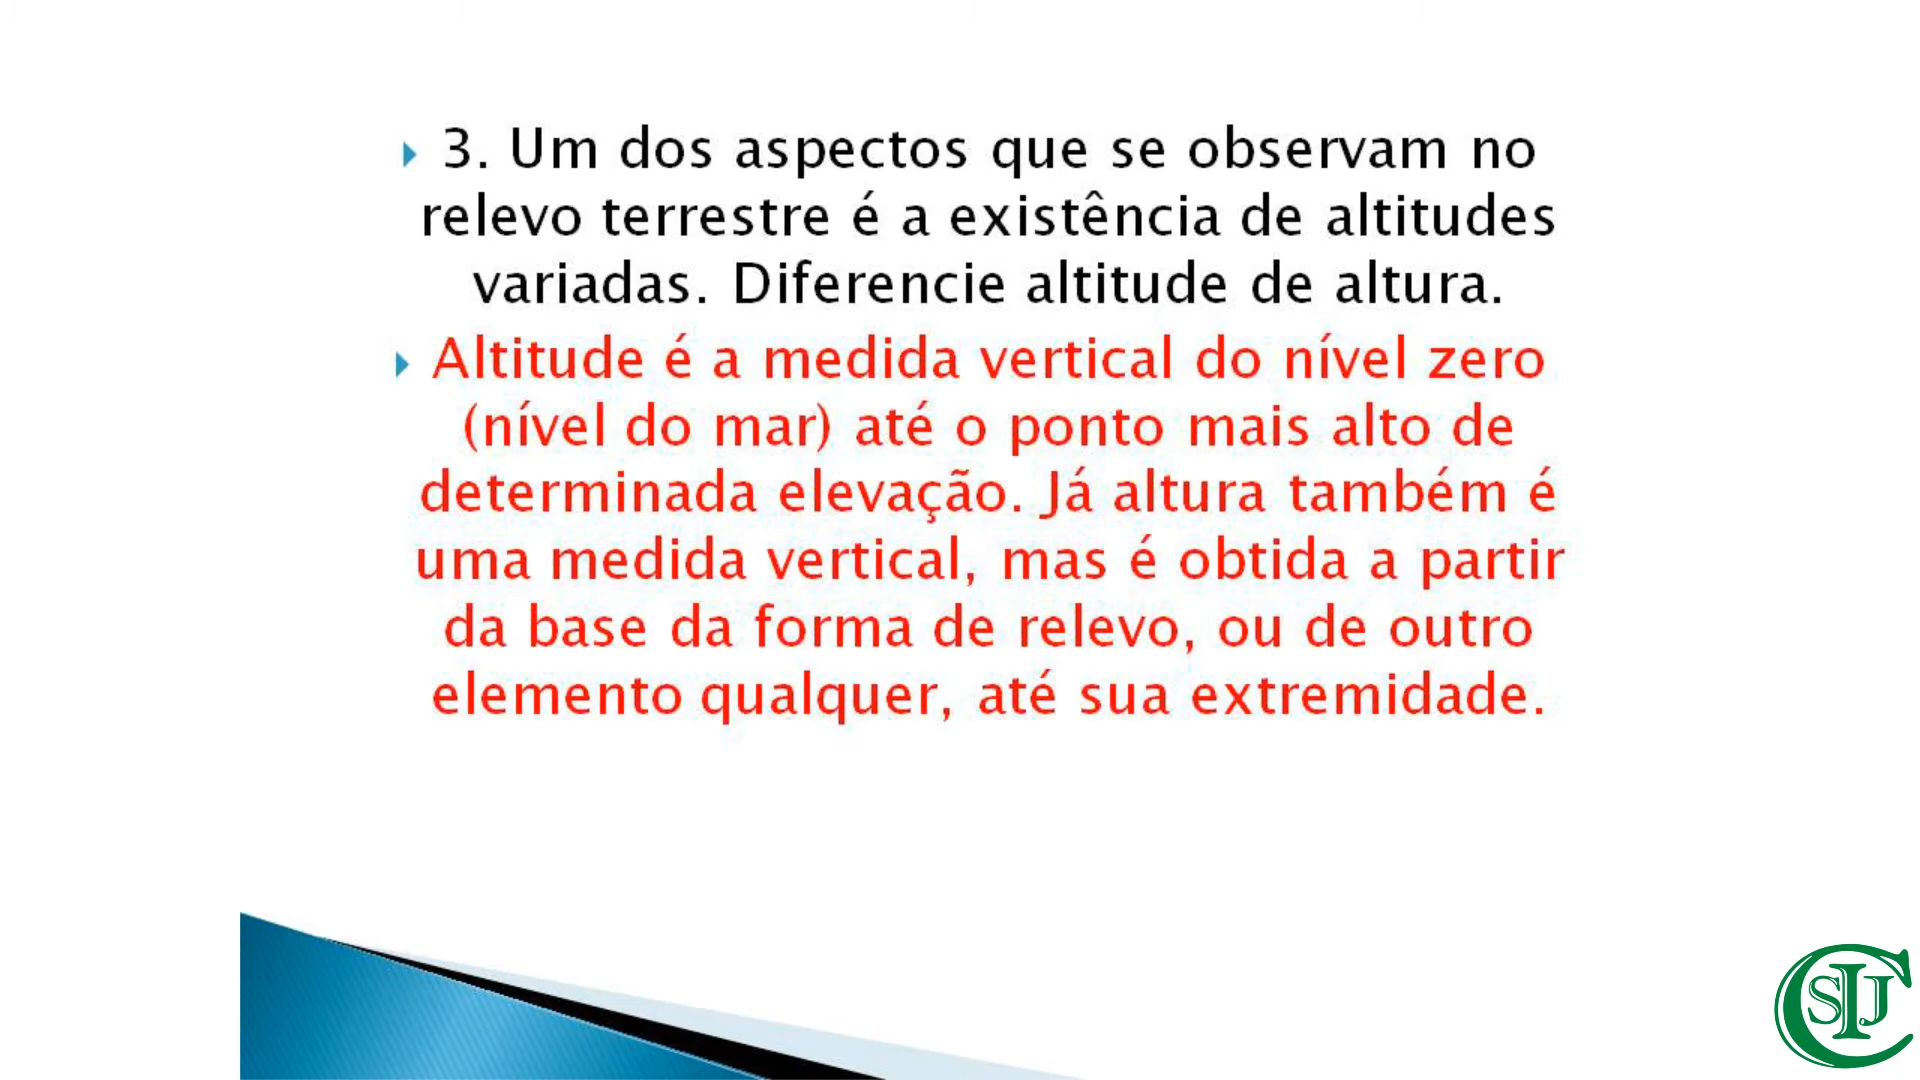 3. Um dos aspectos que se observam no
relevo terrestre é a existência de altitudes
variadas. Diferencie altitude de altura.
Altitude é a medida vertical do nível zero
(nível do mar) até o ponto mais alto de
determinada elevação. Já altura também é
uma medida vertical, mas é obtida a partir
da base da forma de relevo, ou de outro
elemento qualquer, até sua extremidade.
CSIJ